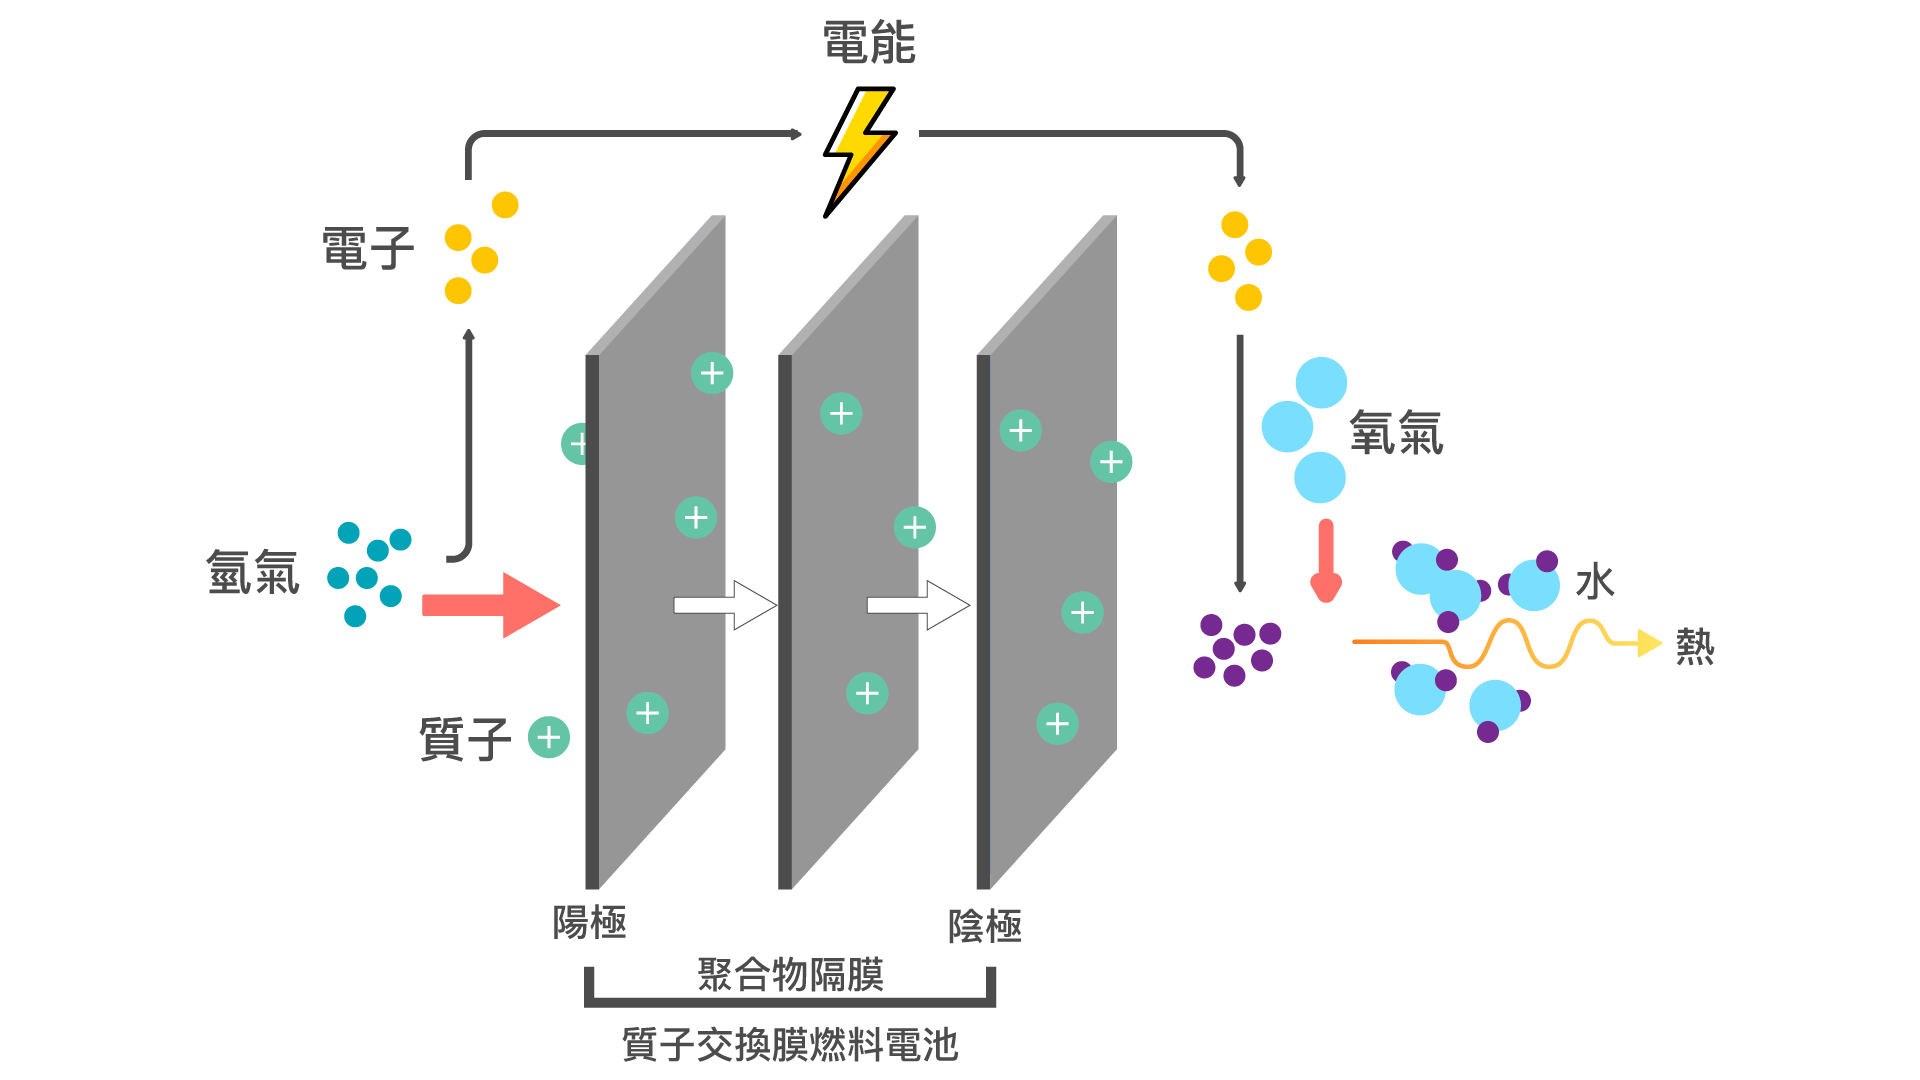 電能
電子
氧氣
氫氣
水
熱
質子
陽極
陰極
聚合物隔膜
質子交換膜燃料電池